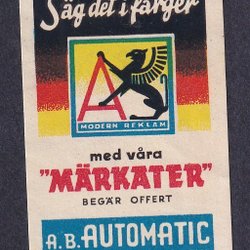 Säg det i färger
A
MODERN REKLAM
med våra
"MÄRKATER"
BEGÄR OFFERT
A.B. AUTOMATIC